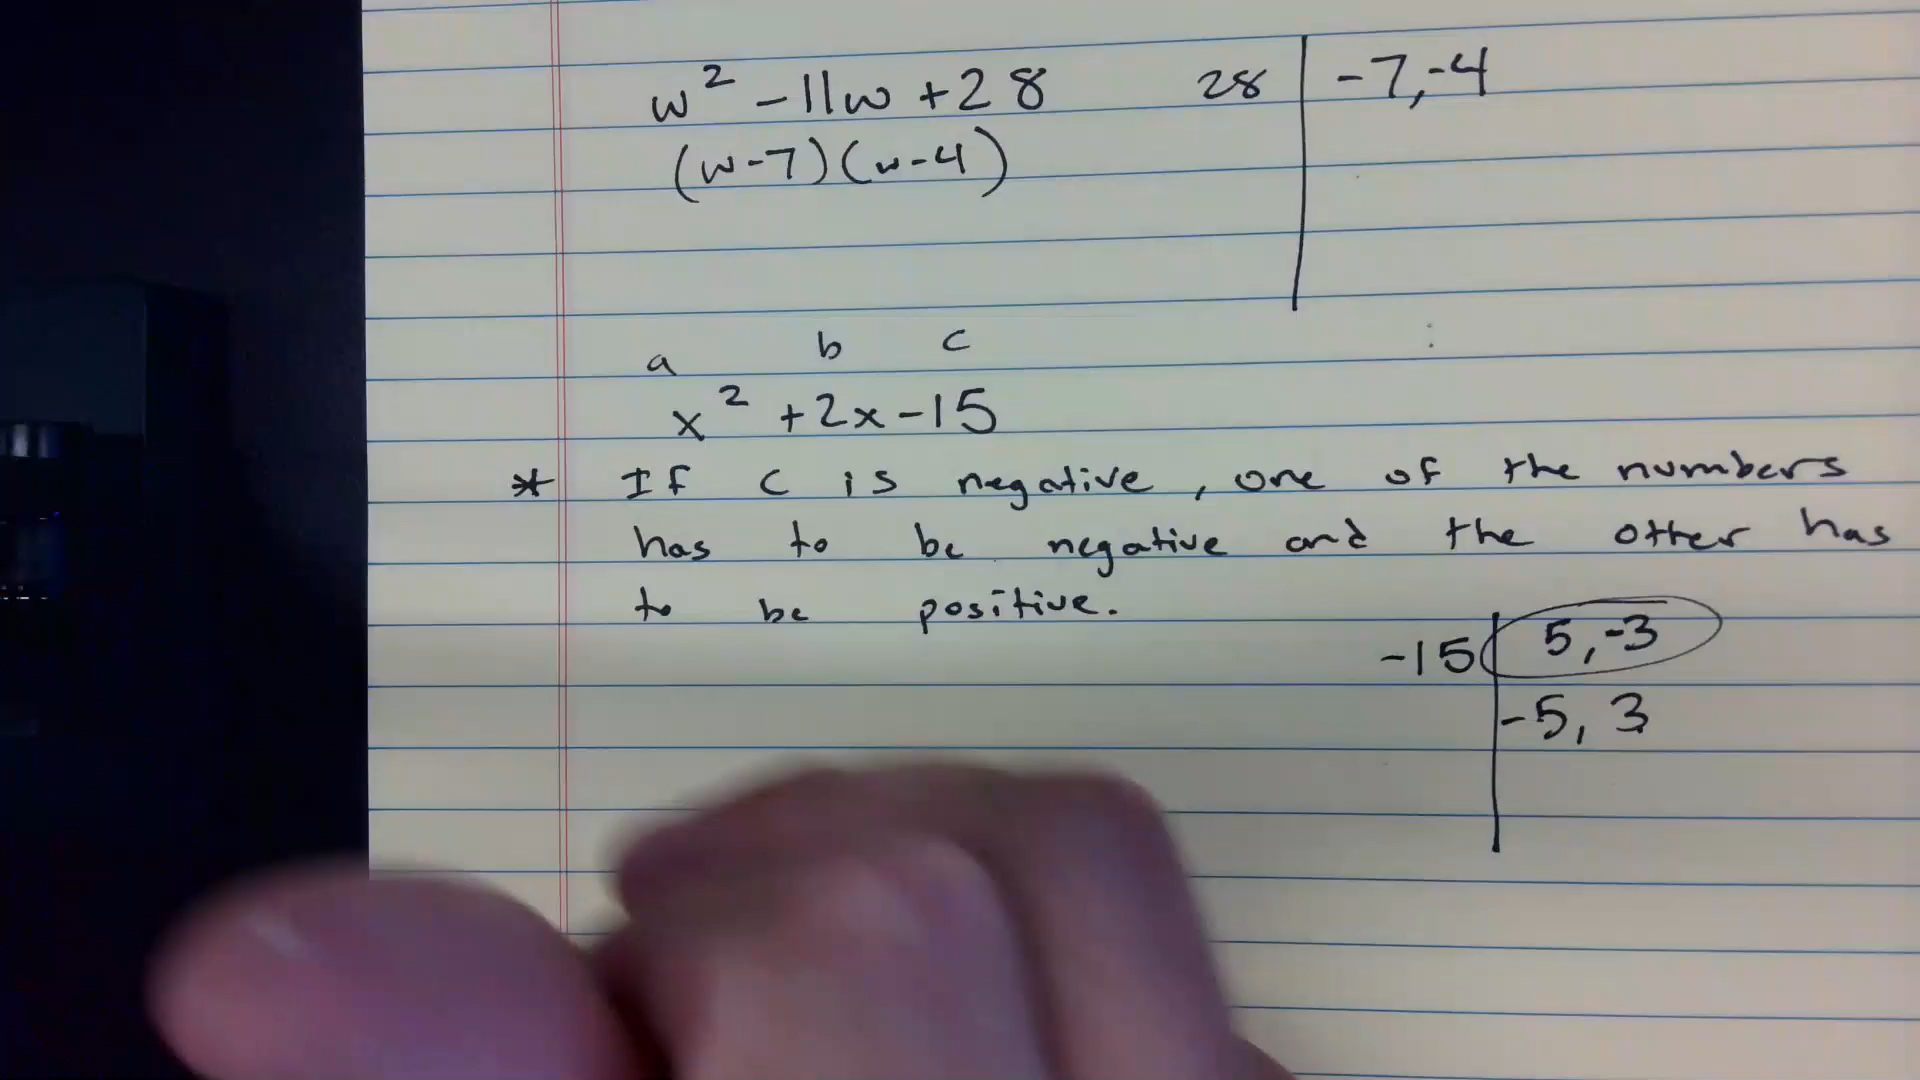 w² -11w +28 28 -7,-4
(w-7)(w-4)
a b c
x² +2x-15
* If c is negative, one of the numbers
has to be negative and the other has
to be positive.
-15 5,-3
-5, 3